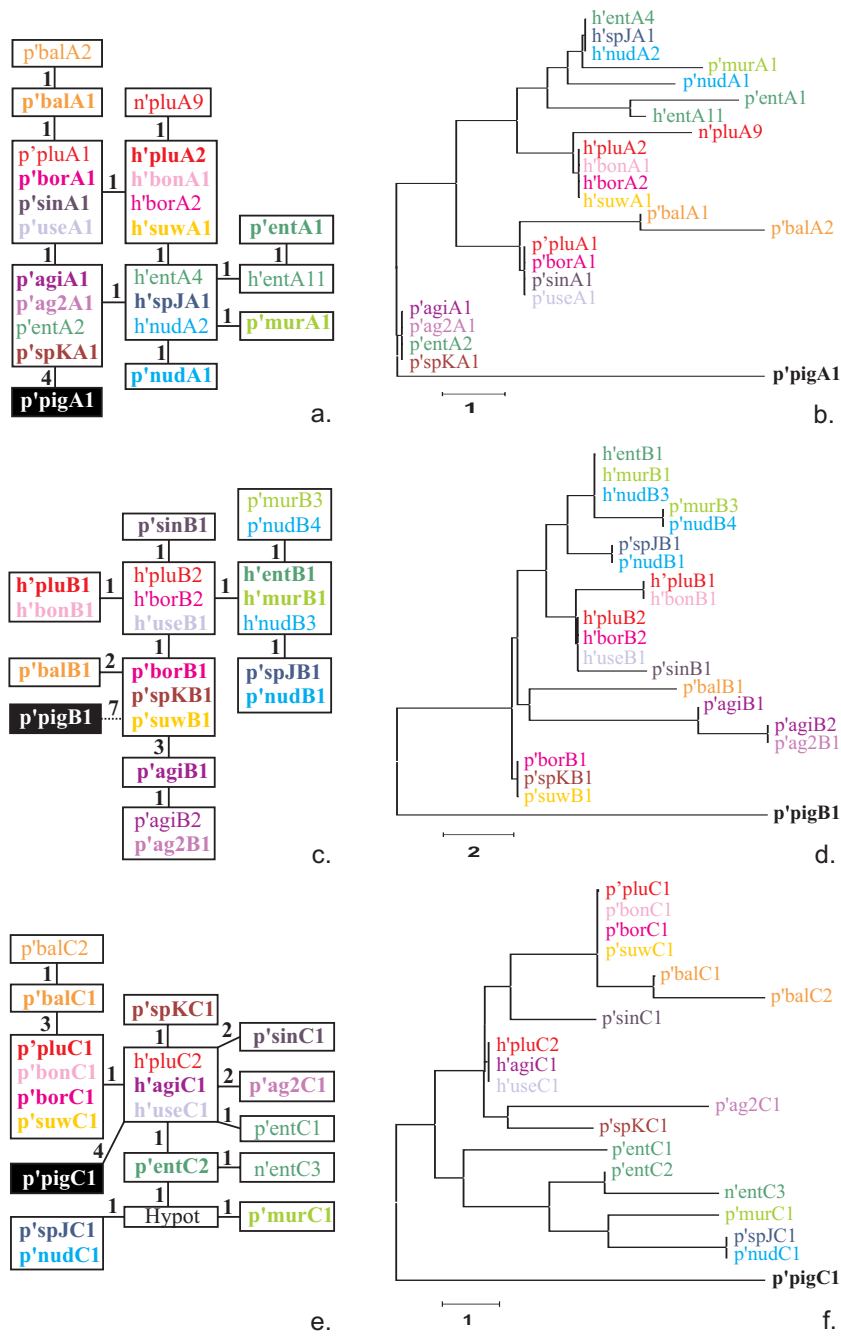 p'balA2
1
p'balA1
n'pluA9
1
1
p'pluA1
p'borA1
p'sinA1
p'useA1
1
h'pluA2
h'bonA1
h'borA2
h'suwA1
1
1
p'entA1
1
p'agiA1
p'ag2A1
p'entA2
p'spKA1
1
h'entA4
h'spJA1
h'nudA2
1
h'entA11
1
p'murA1
4
1
p'pigA1
p'nudA1
a.
h'entA4
h'spJA1
h'nudA2
p'murA1
p'nudA1
p'entA1
h'entA11
n'pluA9
h'pluA2
h'bonA1
h'borA2
h'suwA1
p'balA1
p'balA2
p'pluA1
p'borA1
p'sinA1
p'useA1
p'agiA1
p'ag2A1
p'entA2
p'spKA1
p'pigA1
1
b.
p'murB3
p'nudB4
p'sinB1
1
1
h'pluB1
h'bonB1
1
h'pluB2
h'borB2
h'useB1
1
h'entB1
h'murB1
h'nudB3
1
1
p'balB1
2
p'borB1
p'spKB1
p'suwB1
p'spJB1
p'nudB1
p'pigB1
7
3
p'agiB1
1
p'agiB2
p'ag2B1
c.
h'entB1
h'murB1
h'nudB3
p'murB3
p'nudB4
p'spJB1
p'nudB1
h'pluB1
h'bonB1
h'pluB2
h'borB2
h'useB1
p'sinB1
p'balB1
p'agiB1
p'agiB2
p'ag2B1
p'borB1
p'spKB1
p'suwB1
p'pigB1
2
d.
p'balC2
1
p'balC1
3
p'spKC1
1
2
p'sinC1
p'pluC1
p'bonC1
p'borC1
p'suwC1
1
h'pluC2
h'agiC1
h'useC1
2
p'ag2C1
1
p'entC1
4
1
p'pigC1
p'entC2
1
n'entC3
1
p'spJC1
p'nudC1
1
Hypot
1
p'murC1
e.
p'pluC1
p'bonC1
p'borC1
p'suwC1
p'balC1
p'balC2
p'sinC1
h'pluC2
h'agiC1
h'useC1
p'ag2C1
p'spKC1
p'entC1
p'entC2
n'entC3
p'murC1
p'spJC1
p'nudC1
p'pigC1
1
f.